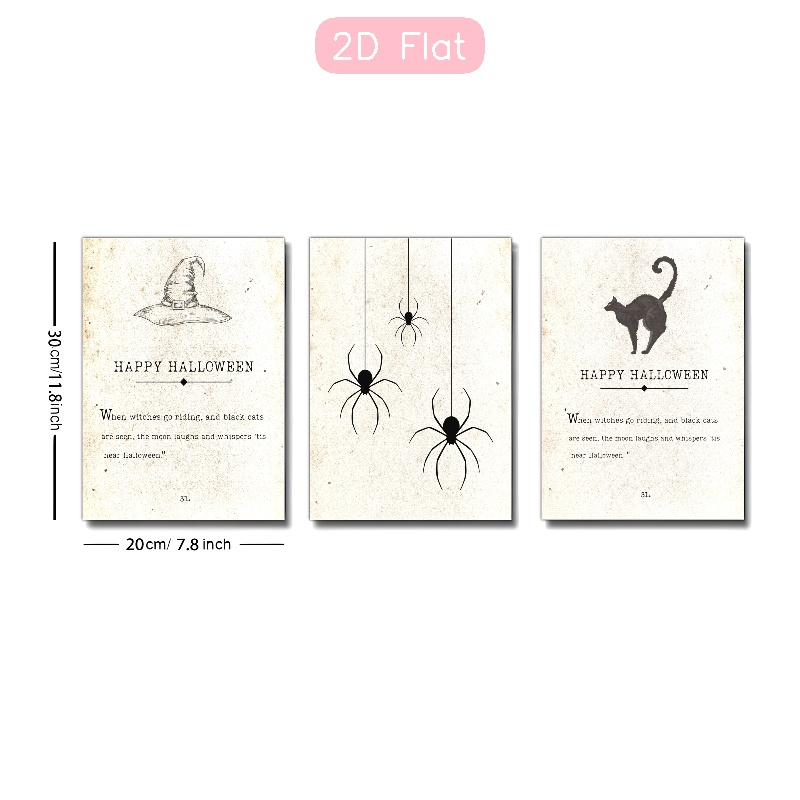 2D Flat
30cm/11.8inch
HAPPY HALLOWEEN
"When witches go riding, and black cats
are seen, the moon laughs and whispers 'tis
near Halloween."
31.
HAPPY HALLOWEEN
"When witches go riding, and black cats
are seen, the moon laughs and whispers 'tis
near Halloween."
31.
20cm/ 7.8 inch